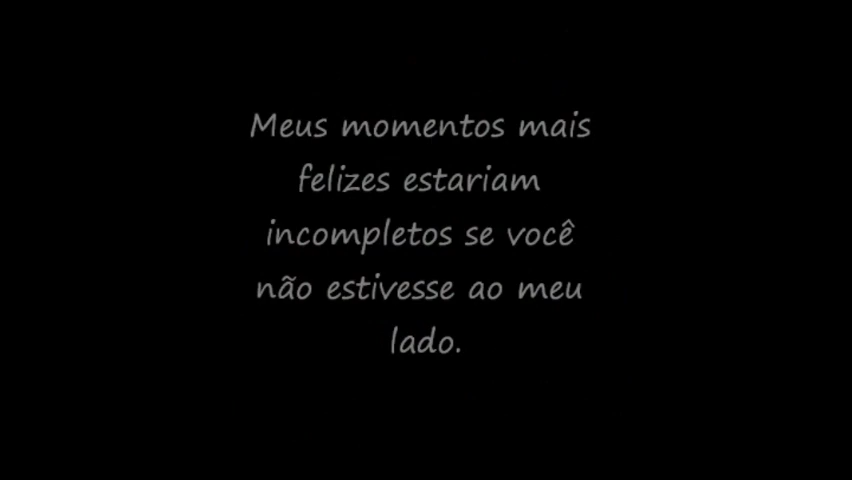 Meus momentos mais
felizes estariam
incompletos se você
não estivesse ao meu
lado.